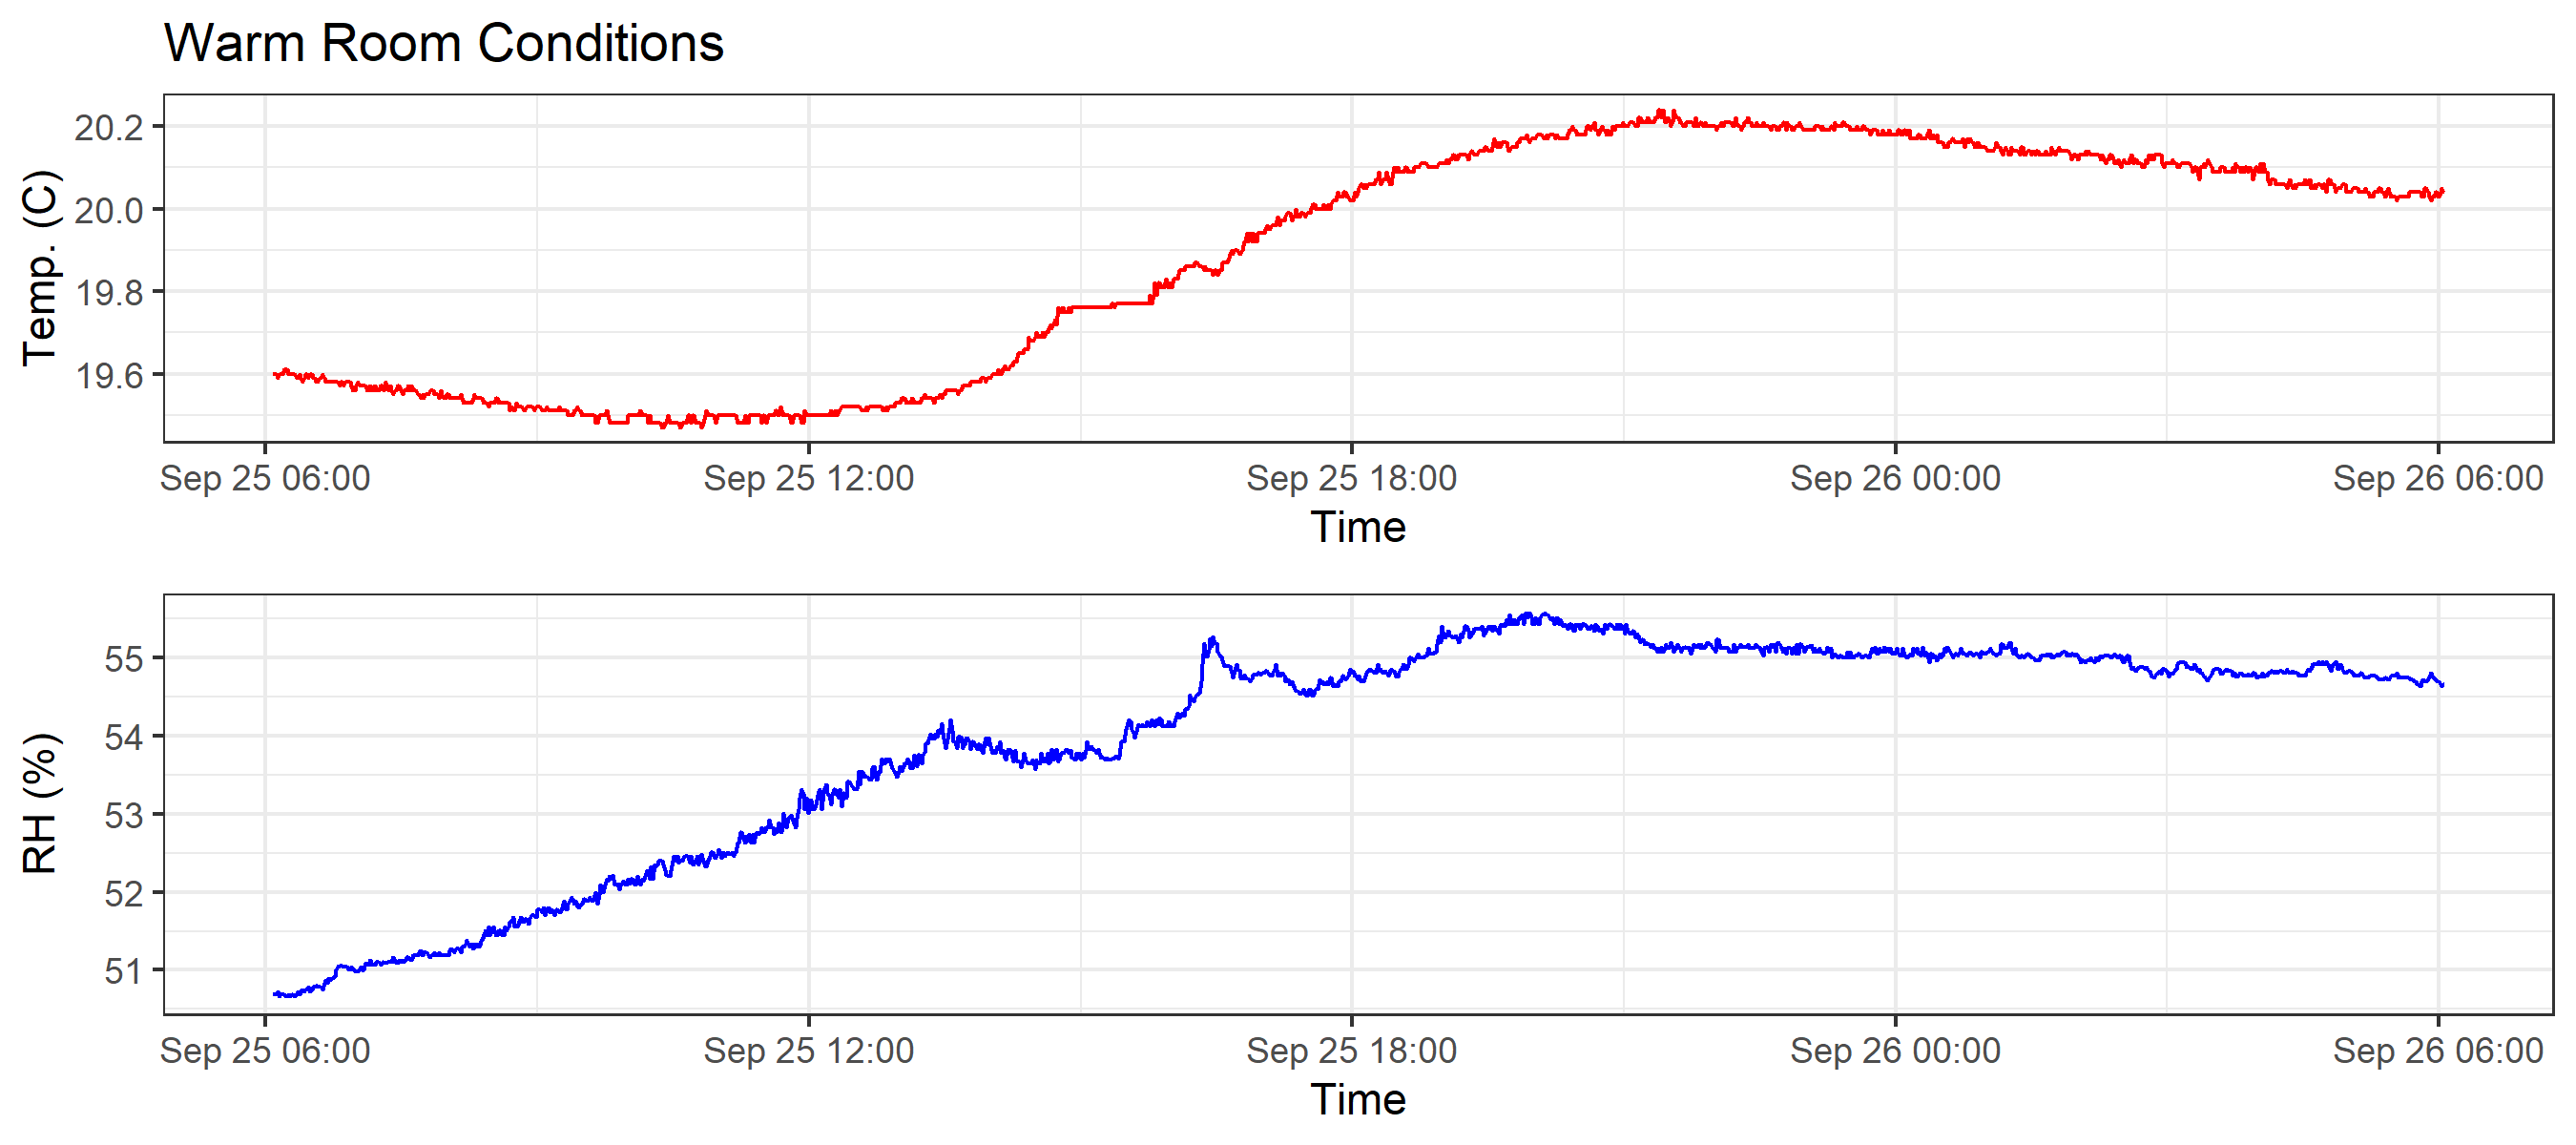 Warm Room Conditions
Temp. (C)
20.2
20.0
19.8
19.6
Sep 25 06:00 Sep 25 12:00 Sep 25 18:00 Sep 26 00:00 Sep 26 06:00
Time
RH (%)
55
54
53
52
51
Sep 25 06:00 Sep 25 12:00 Sep 25 18:00 Sep 26 00:00 Sep 26 06:00
Time